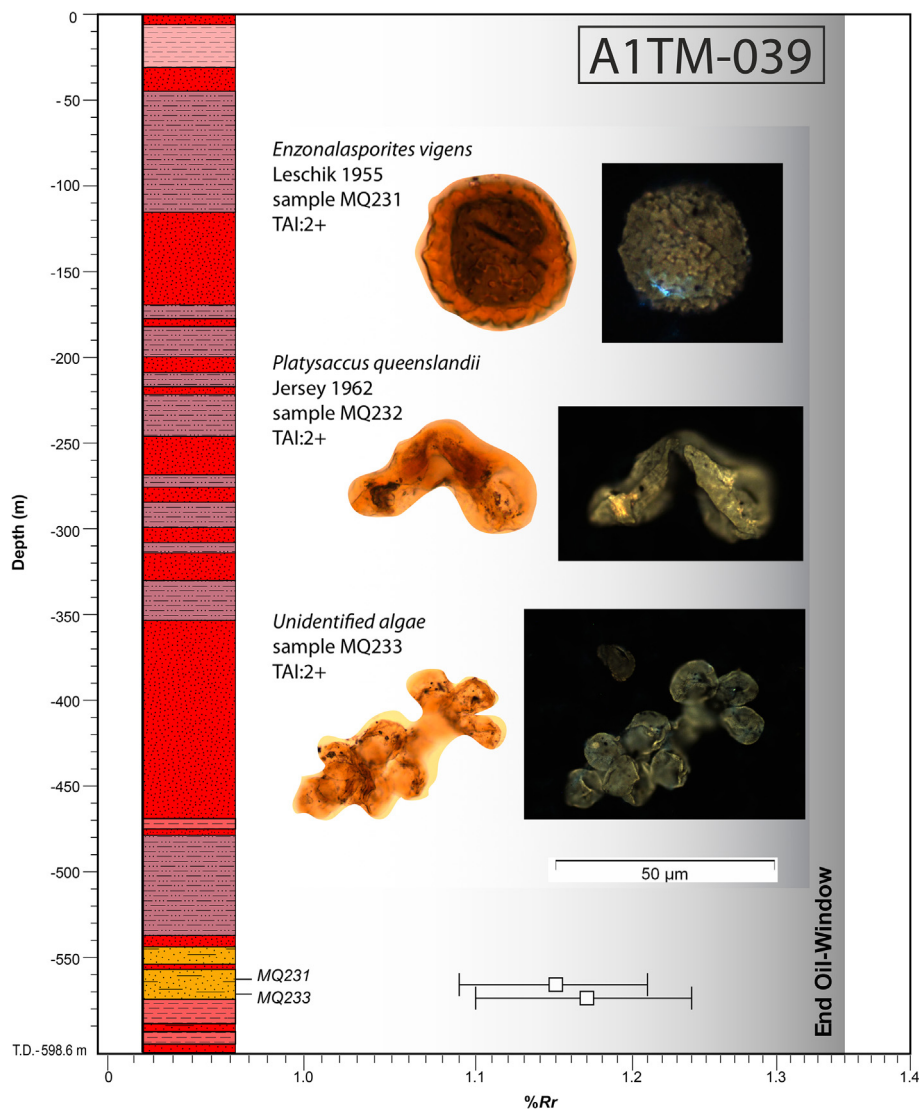 A1TM-039
0
-50
-100
-150
-200
-250
-300
-350
-400
-450
-500
-550
T.D.-598.6 m
Depth (m)
Enzonalasporites vigens
Leschik 1955
sample MQ231
TAI:2+
Platysaccus queenslandii
Jersey 1962
sample MQ232
TAI:2+
Unidentified algae
sample MQ233
TAI:2+
50 µm
End Oil-Window
MQ231
MQ233
0 1.0 1.1 1.2 1.3 1.4
%Rr